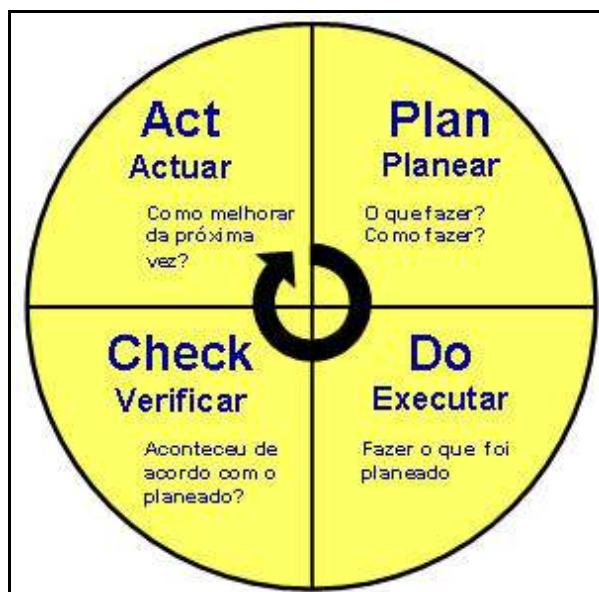 Act
Actuar
Como melhorar
da próxima
vez?
Plan
Planear
O que fazer?
Como fazer?
Check
Verificar
Aconteceu de
acordo com o
planeado?
Do
Executar
Fazer o que foi
planeado